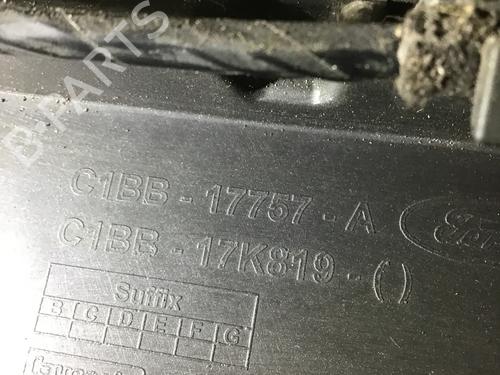 B-PARTS
C1BB - 17757 - A
C1BB - 17K819 - ( )
Suffix
B C D E F G